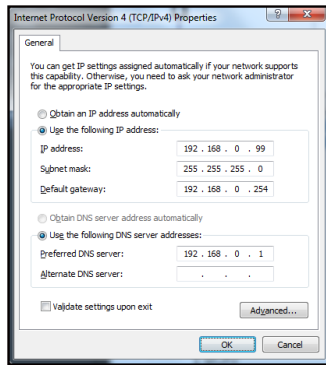 Internet Protocol Version 4 (TCP/IPv4) Properties
General
You can get IP settings assigned automatically if your network supports
this capability. Otherwise, you need to ask your network administrator
for the appropriate IP settings.
Obtain an IP address automatically
Use the following IP address:
IP address: 192 . 168 . 0 . 99
Subnet mask: 255 . 255 . 255 . 0
Default gateway: 192 . 168 . 0 . 254
Obtain DNS server address automatically
Use the following DNS server addresses:
Preferred DNS server: 192 . 168 . 0 . 1
Alternate DNS server: . . .
Validate settings upon exit
Advanced...
OK Cancel